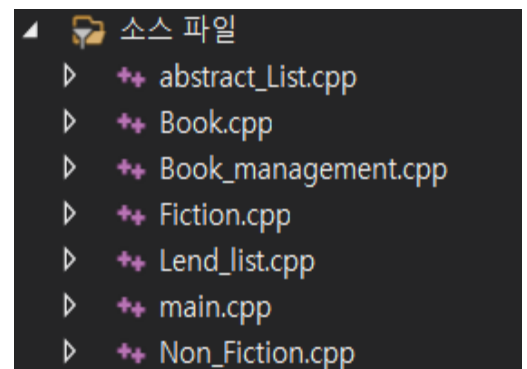 소스 파일
abstract_List.cpp
Book.cpp
Book_management.cpp
Fiction.cpp
Lend_list.cpp
main.cpp
Non_Fiction.cpp